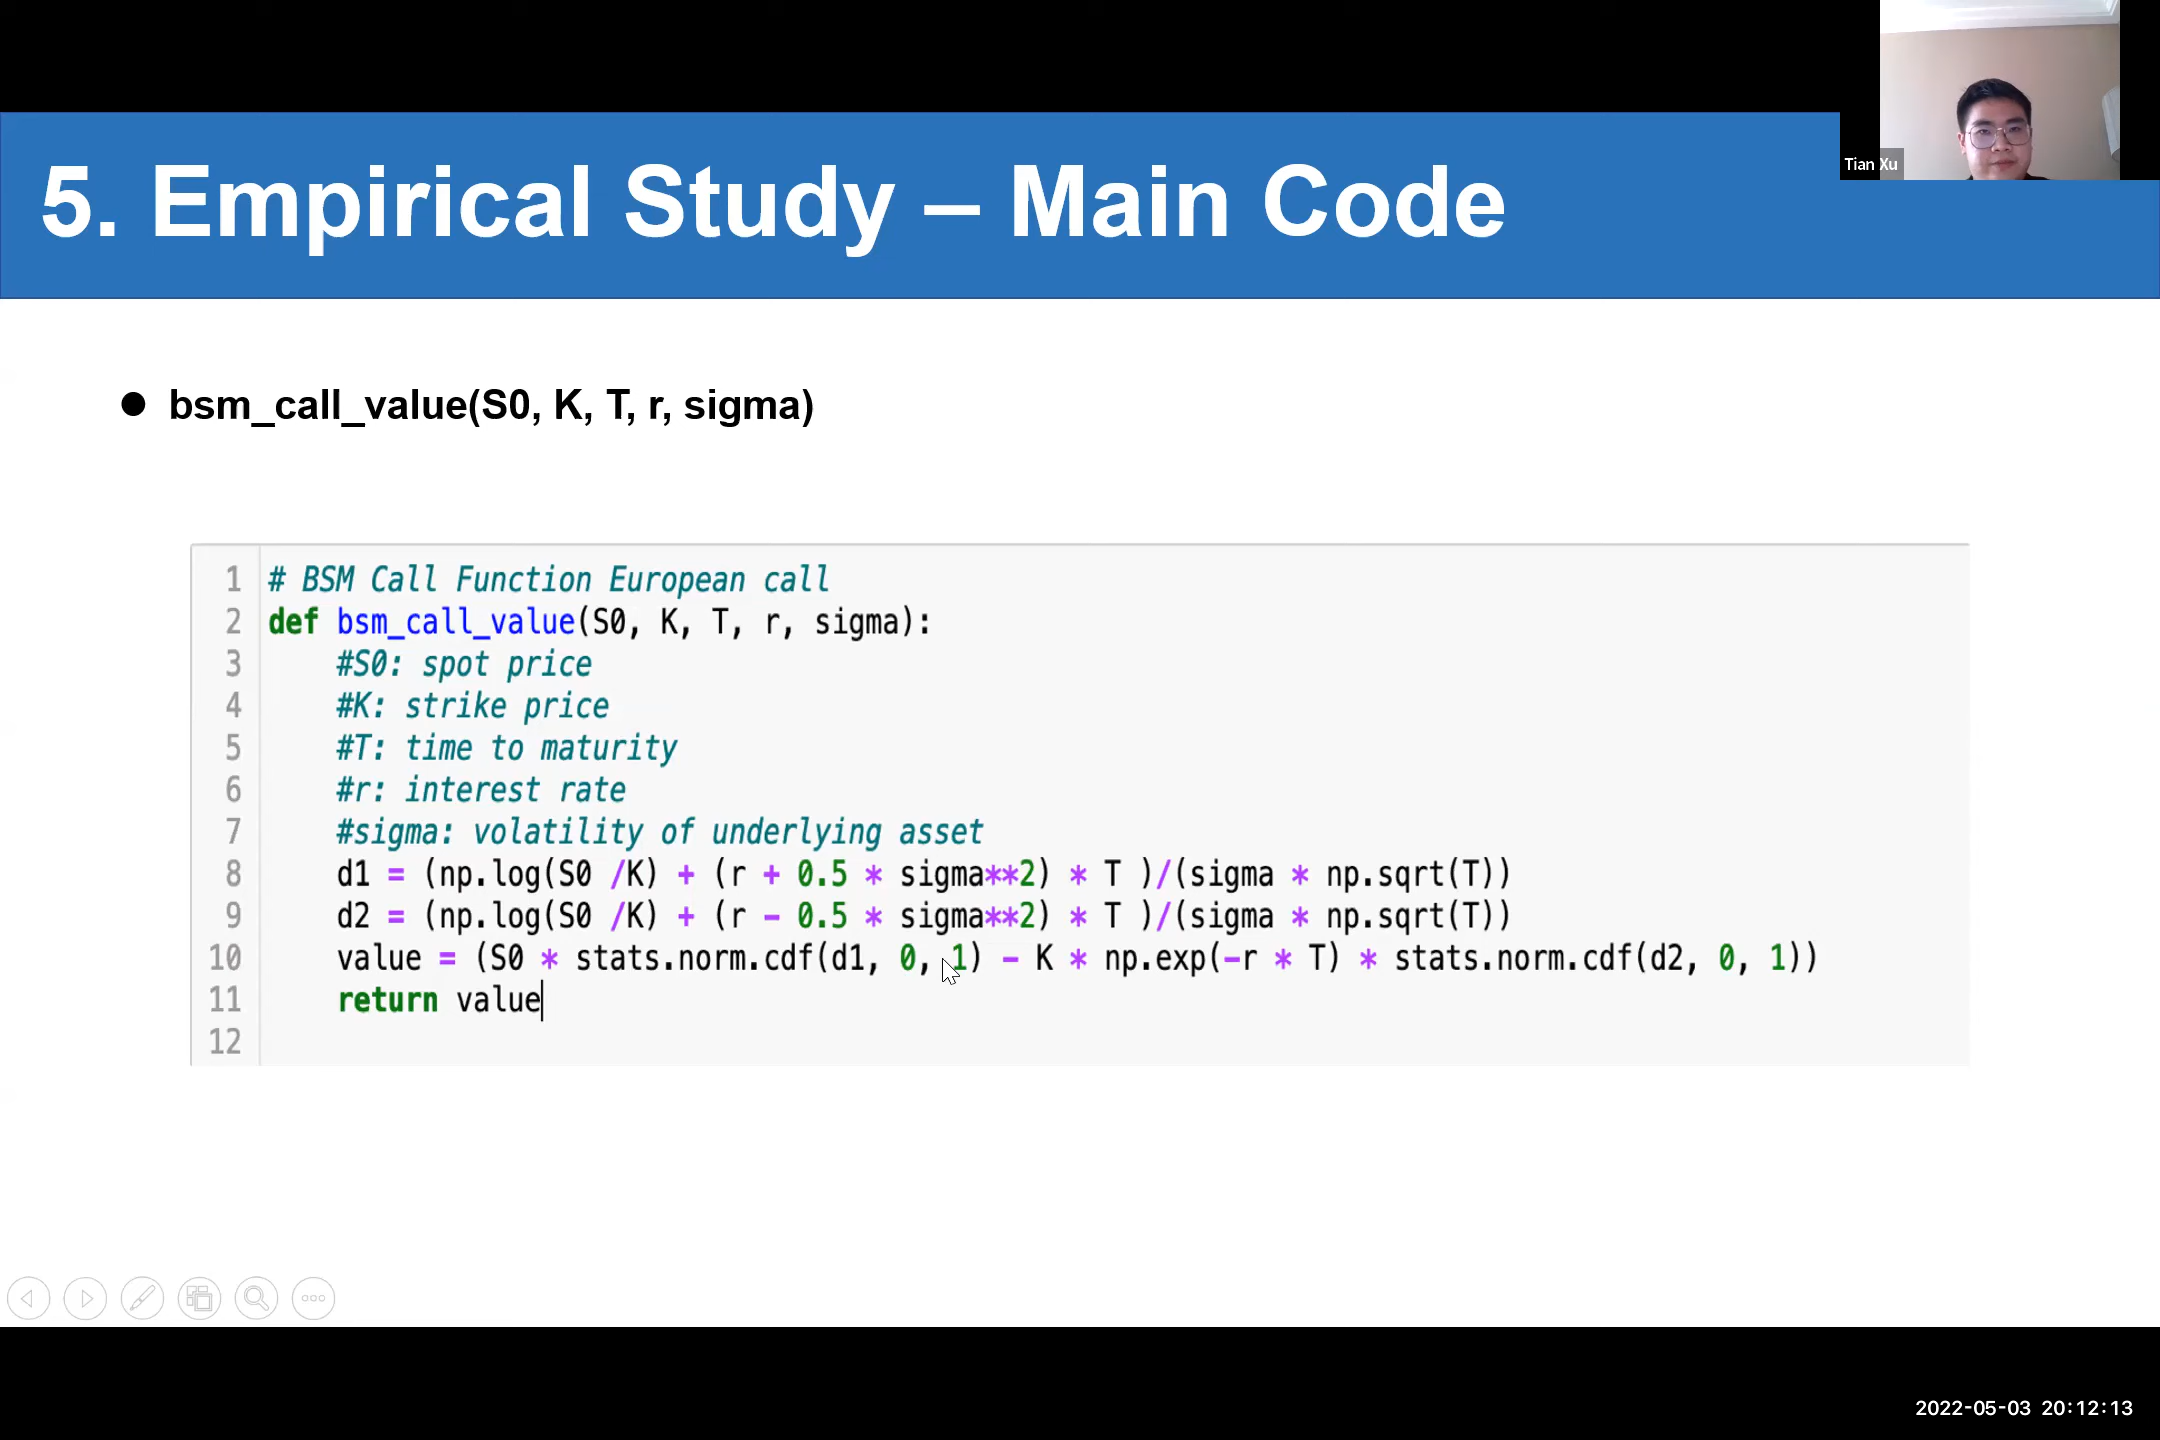 Tian Xu
5. Empirical Study – Main Code
● bsm_call_value(S0, K, T, r, sigma)
1 # BSM Call Function European call
2 def bsm_call_value(S0, K, T, r, sigma):
3     #S0: spot price
4     #K: strike price
5     #T: time to maturity
6     #r: interest rate
7     #sigma: volatility of underlying asset
8     d1 = (np.log(S0 /K) + (r + 0.5 * sigma**2) * T )/(sigma * np.sqrt(T))
9     d2 = (np.log(S0 /K) + (r - 0.5 * sigma**2) * T )/(sigma * np.sqrt(T))
10     value = (S0 * stats.norm.cdf(d1, 0, 1) - K * np.exp(-r * T) * stats.norm.cdf(d2, 0, 1))
11     return value
12
2022-05-03 20:12:13